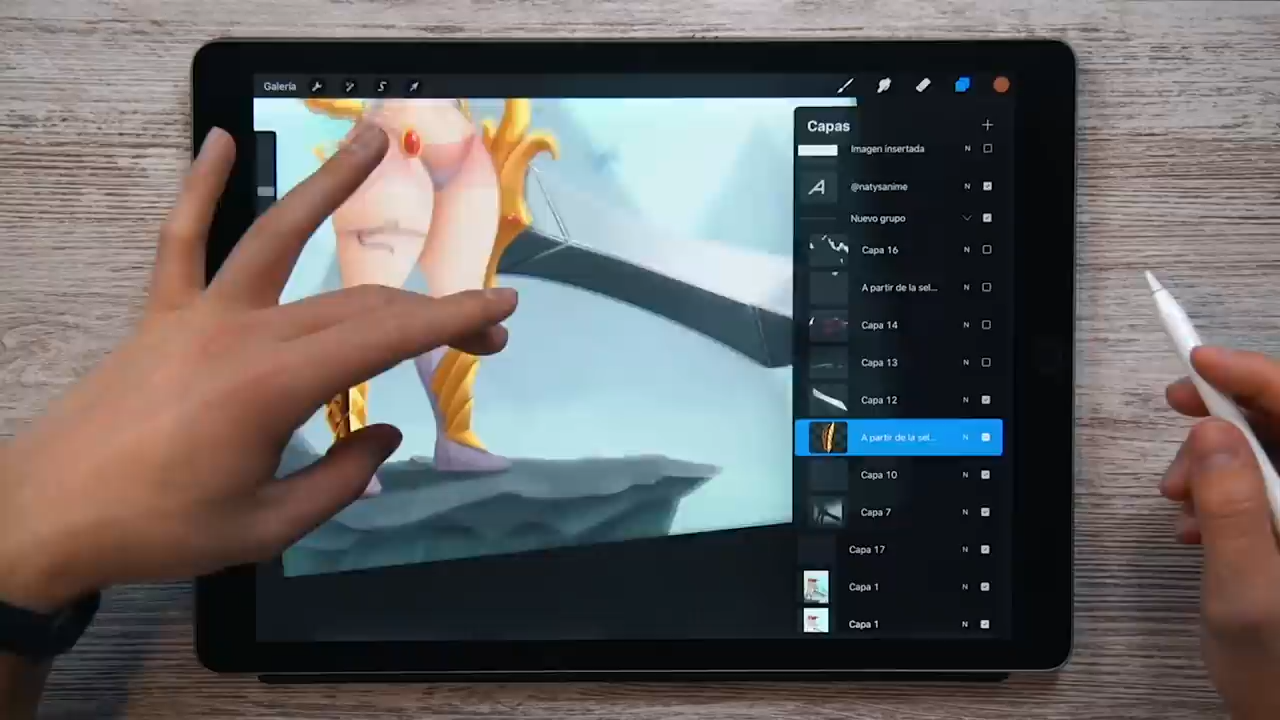 Galería
Capas
Imagen insertada N
@natysanime N
Nuevo grupo
Capa 16 N
A partir de la sel... N
Capa 14 N
Capa 13 N
Capa 12 N
A partir de la sel... N
Capa 10 N
Capa 7 N
Capa 17 N
Capa 1 N
Capa 1 N